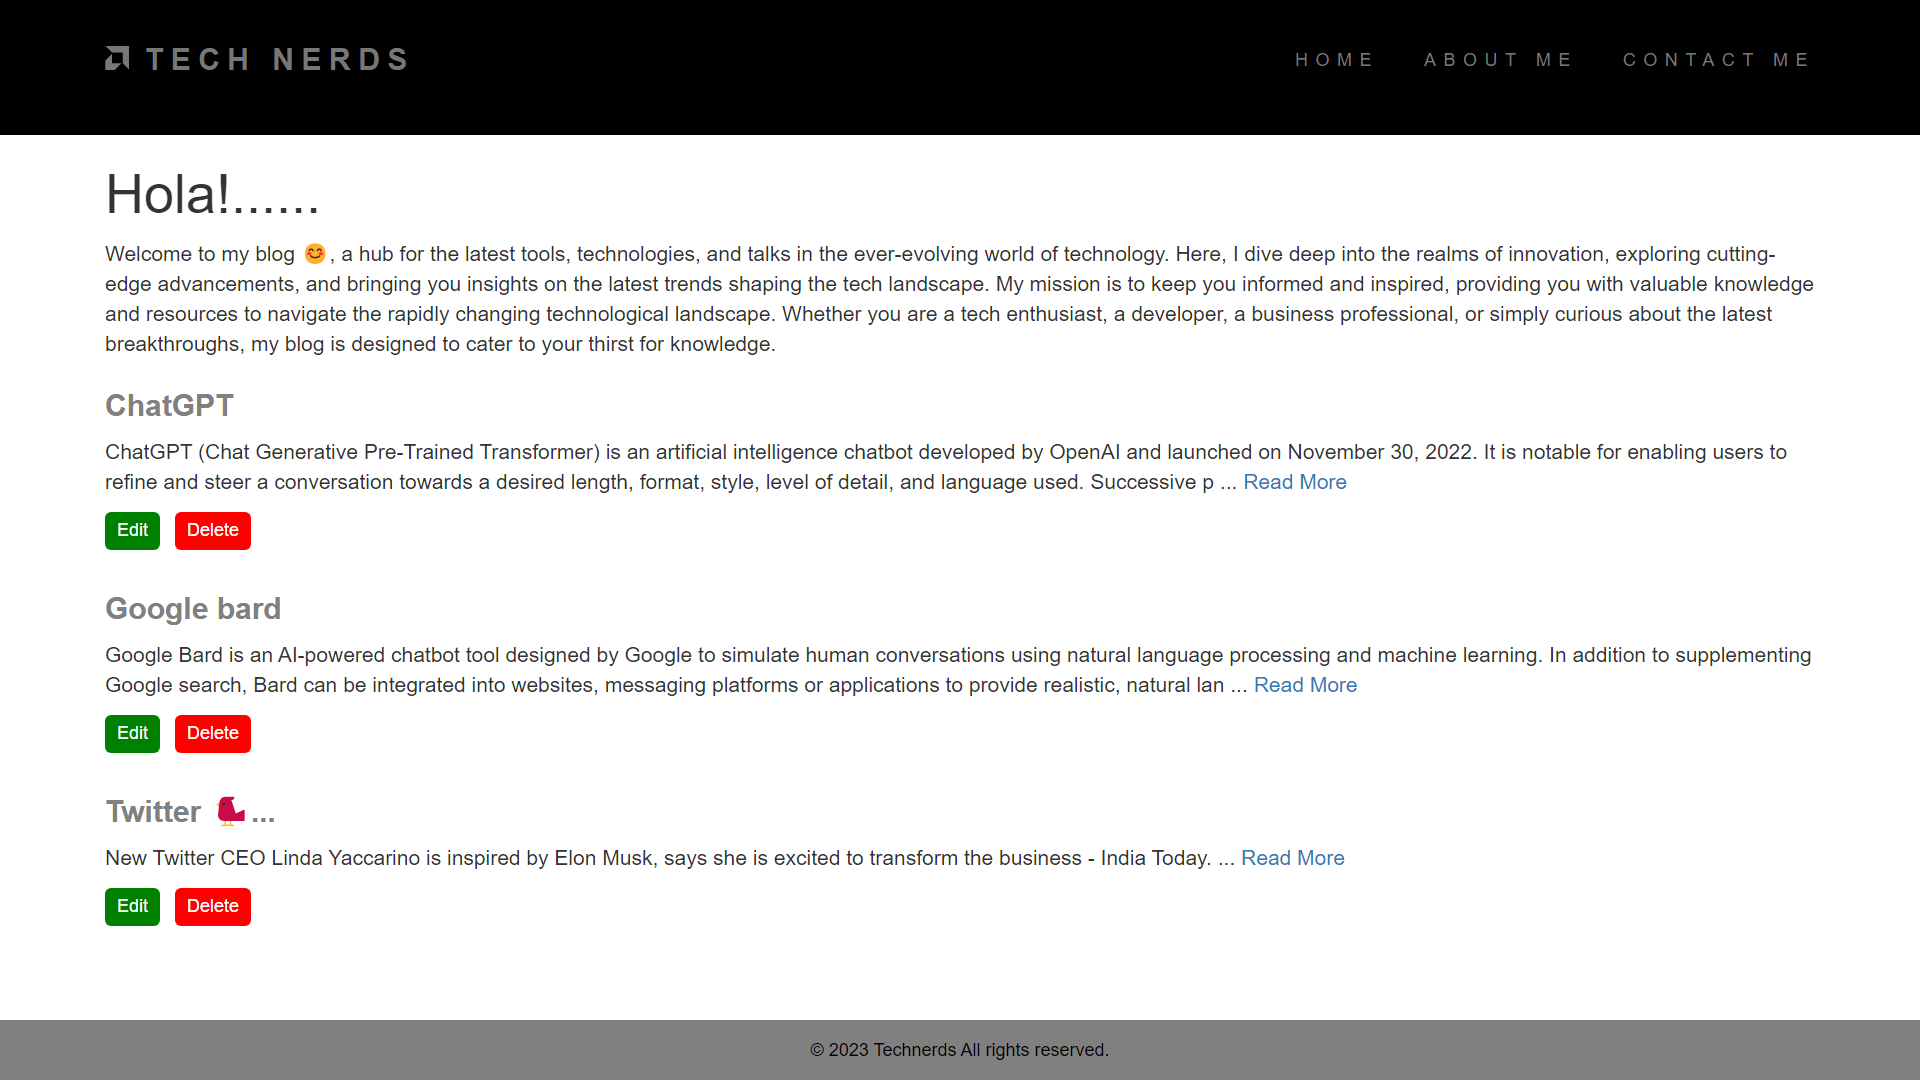 TECH NERDS
HOME ABOUT ME CONTACT ME
Hola!......
Welcome to my blog 😊, a hub for the latest tools, technologies, and talks in the ever-evolving world of technology. Here, I dive deep into the realms of innovation, exploring cutting-
edge advancements, and bringing you insights on the latest trends shaping the tech landscape. My mission is to keep you informed and inspired, providing you with valuable knowledge
and resources to navigate the rapidly changing technological landscape. Whether you are a tech enthusiast, a developer, a business professional, or simply curious about the latest
breakthroughs, my blog is designed to cater to your thirst for knowledge.
ChatGPT
ChatGPT (Chat Generative Pre-Trained Transformer) is an artificial intelligence chatbot developed by OpenAI and launched on November 30, 2022. It is notable for enabling users to
refine and steer a conversation towards a desired length, format, style, level of detail, and language used. Successive p ... Read More
Edit Delete
Google bard
Google Bard is an AI-powered chatbot tool designed by Google to simulate human conversations using natural language processing and machine learning. In addition to supplementing
Google search, Bard can be integrated into websites, messaging platforms or applications to provide realistic, natural lan ... Read More
Edit Delete
Twitter 🐦...
New Twitter CEO Linda Yaccarino is inspired by Elon Musk, says she is excited to transform the business - India Today. ... Read More
Edit Delete
© 2023 Technerds All rights reserved.